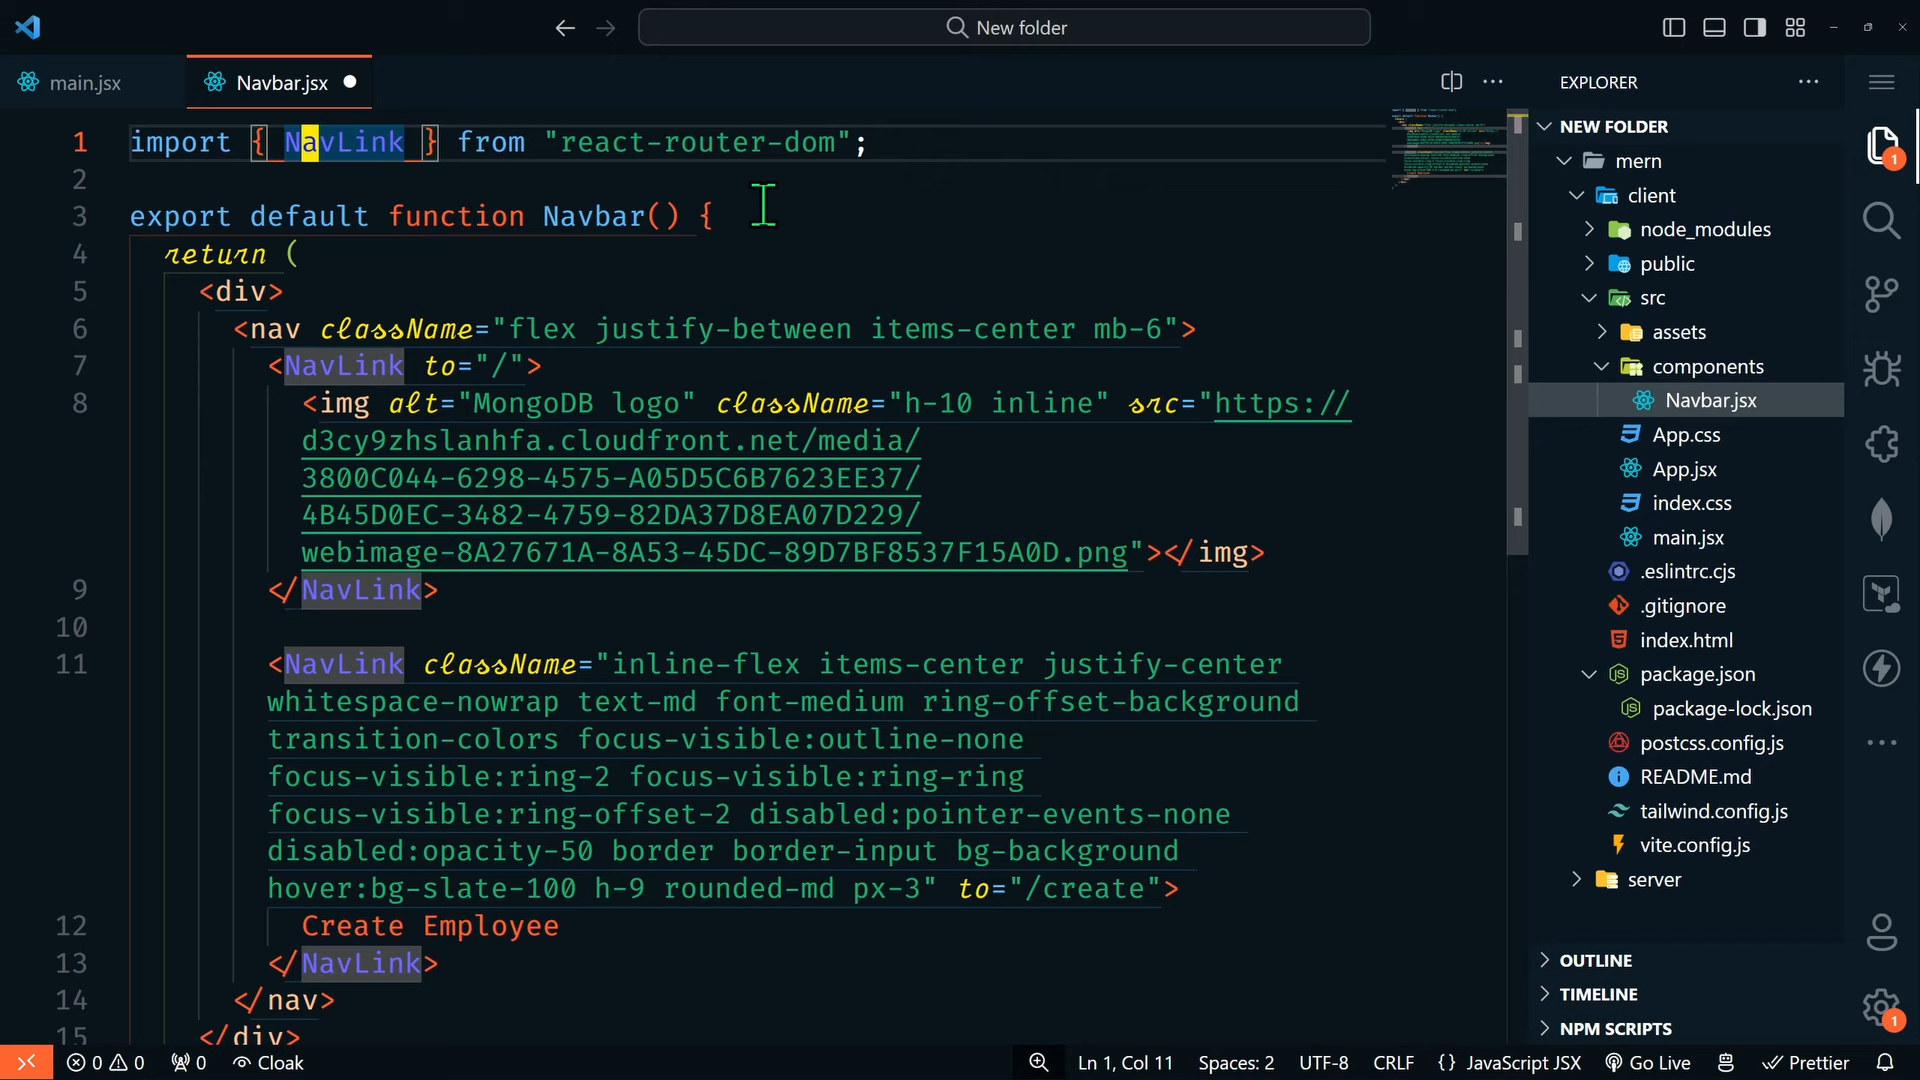 New folder
main.jsx
Navbar.jsx
1 import { NavLink } from "react-router-dom";
2
3 export default function Navbar() {
4 return (
5 <div>
6 <nav className="flex justify-between items-center mb-6">
7 <NavLink to="/">
8 <img alt="MongoDB logo" className="h-10 inline" src="https://
d3cy9zhslanhfa.cloudfront.net/media/
3800C044-6298-4575-A05D5C6B7623EE37/
4B45D0EC-3482-4759-82DA37D8EA07D229/
webimage-8A27671A-8A53-45DC-89D7BF8537F15A0D.png"></img>
9 </NavLink>
10
11 <NavLink className="inline-flex items-center justify-center
whitespace-nowrap text-md font-medium ring-offset-background
transition-colors focus-visible:outline-none
focus-visible:ring-2 focus-visible:ring-ring
focus-visible:ring-offset-2 disabled:pointer-events-none
disabled:opacity-50 border border-input bg-background
hover:bg-slate-100 h-9 rounded-md px-3" to="/create">
12 Create Employee
13 </NavLink>
14 </nav>
15 </div>
EXPLORER
NEW FOLDER
mern
client
node_modules
public
src
assets
components
Navbar.jsx
App.css
App.jsx
index.css
main.jsx
.eslintrc.cjs
.gitignore
index.html
package.json
package-lock.json
postcss.config.js
README.md
tailwind.config.js
vite.config.js
server
OUTLINE
TIMELINE
NPM SCRIPTS
1
1
0 0 0 Cloak Ln 1, Col 11 Spaces: 2 UTF-8 CRLF {} JavaScript JSX Go Live Prettier